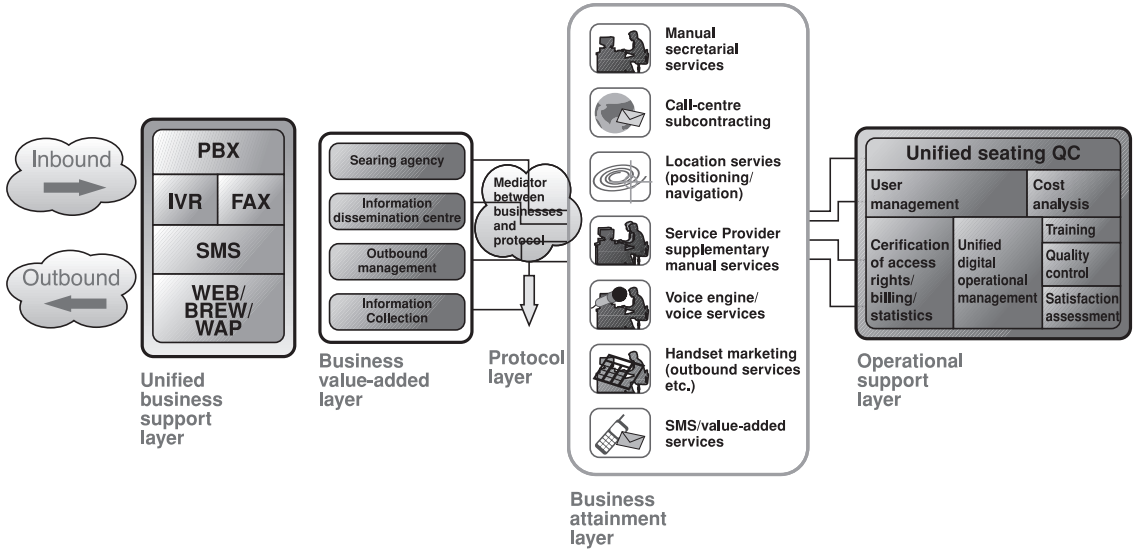 Inbound
Outbound
PBX
IVR
FAX
SMS
WEB/
BREW/
WAP
Unified
business
support
layer
Searing agency
Information
dissemination centre
Outbound
management
Information
Collection
Business
value-added
layer
Mediator
between
businesses
and
protocol
Protocol
layer
Manual
secretarial
services
Call-centre
subcontracting
Location servies
(positioning/
navigation)
Service Provider
supplementary
manual services
Voice engine/
voice services
Handset marketing
(outbound services
etc.)
SMS/value-added
services
Business
attainment
layer
Unified seating QC
User
management
Cost
analysis
Cerification
of access
rights/
billing/
statistics
Unified
digital
operational
management
Training
Quality
control
Satisfaction
assessment
Operational
support
layer